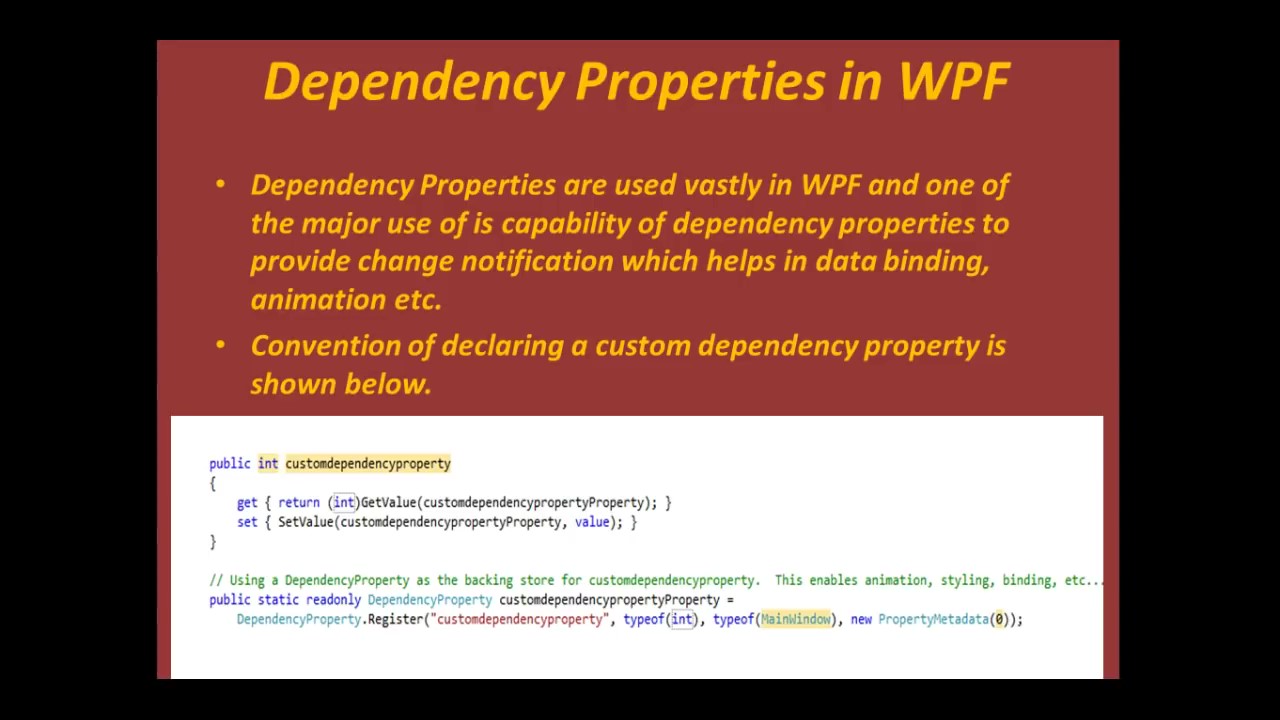 Dependency Properties in WPF
• Dependency Properties are used vastly in WPF and one of
the major use of is capability of dependency properties to
provide change notification which helps in data binding,
animation etc.
• Convention of declaring a custom dependency property is
shown below.
public int customdependencyproperty
{
    get { return (int)GetValue(customdependencypropertyProperty); }
    set { SetValue(customdependencypropertyProperty, value); }
}
// Using a DependencyProperty as the backing store for customdependencyproperty.  This enables animation, styling, binding, etc...
public static readonly DependencyProperty customdependencypropertyProperty =
    DependencyProperty.Register("customdependencyproperty", typeof(int), typeof(MainWindow), new PropertyMetadata(0));